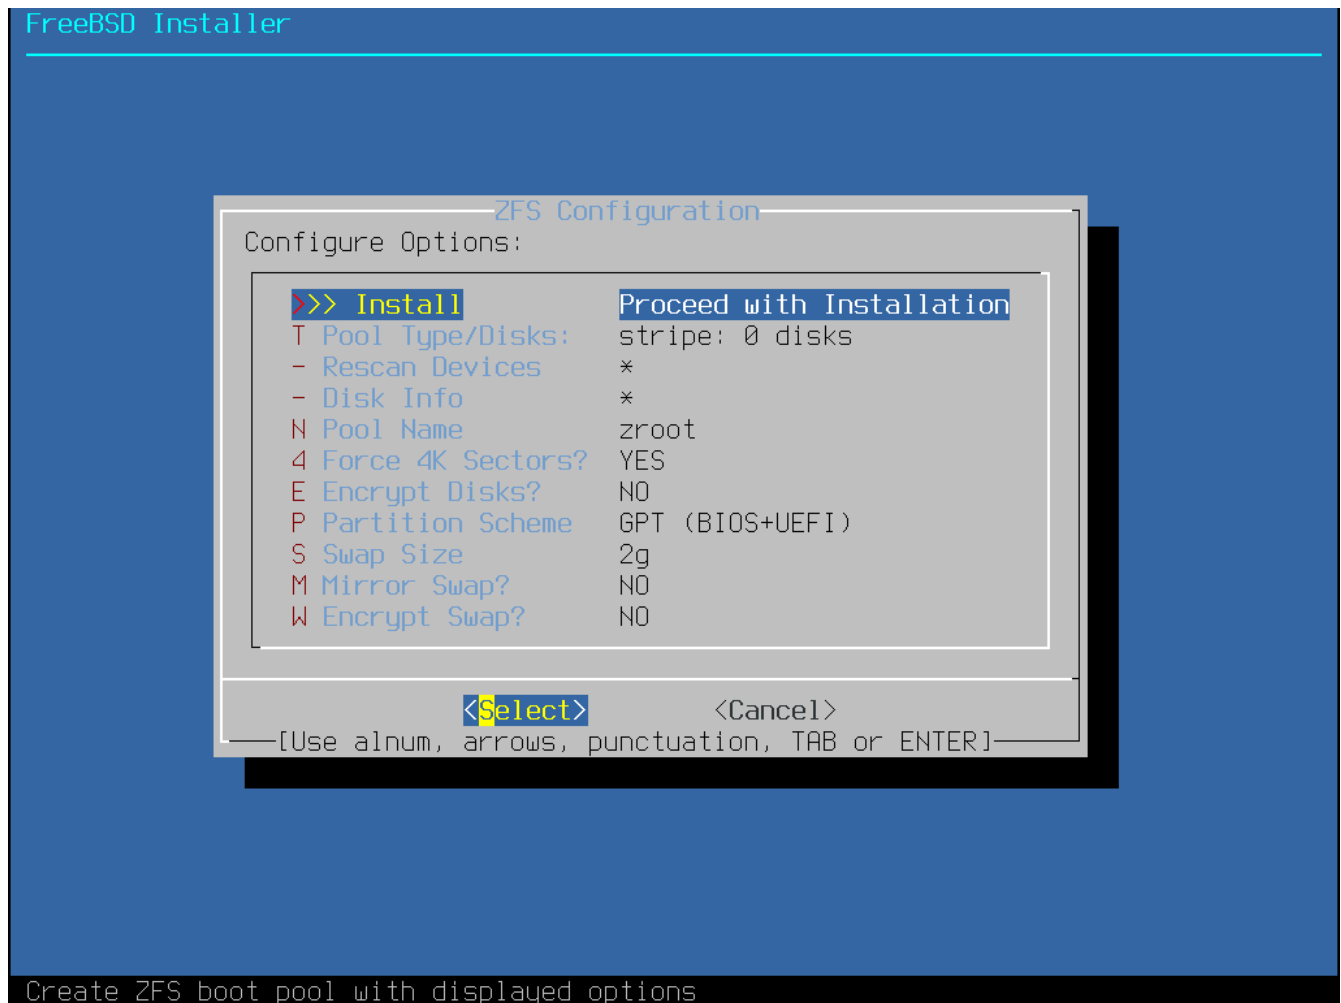 FreeBSD Installer
ZFS Configuration
Configure Options:
>>> Install Proceed with Installation
T Pool Type/Disks: stripe: 0 disks
- Rescan Devices *
- Disk Info *
N Pool Name zroot
4 Force 4K Sectors? YES
E Encrypt Disks? NO
P Partition Scheme GPT (BIOS+UEFI)
S Swap Size 2g
M Mirror Swap? NO
W Encrypt Swap? NO
<Select> <Cancel>
[Use alnum, arrows, punctuation, TAB or ENTER]
Create ZFS boot pool with displayed options